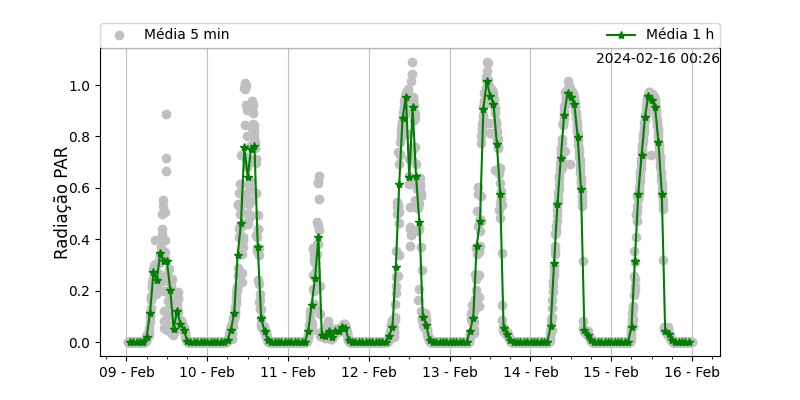 Média 5 min
Média 1 h
2024-02-16 00:26
Radiação PAR
1.0
0.8
0.6
0.4
0.2
0.0
09 - Feb
10 - Feb
11 - Feb
12 - Feb
13 - Feb
14 - Feb
15 - Feb
16 - Feb